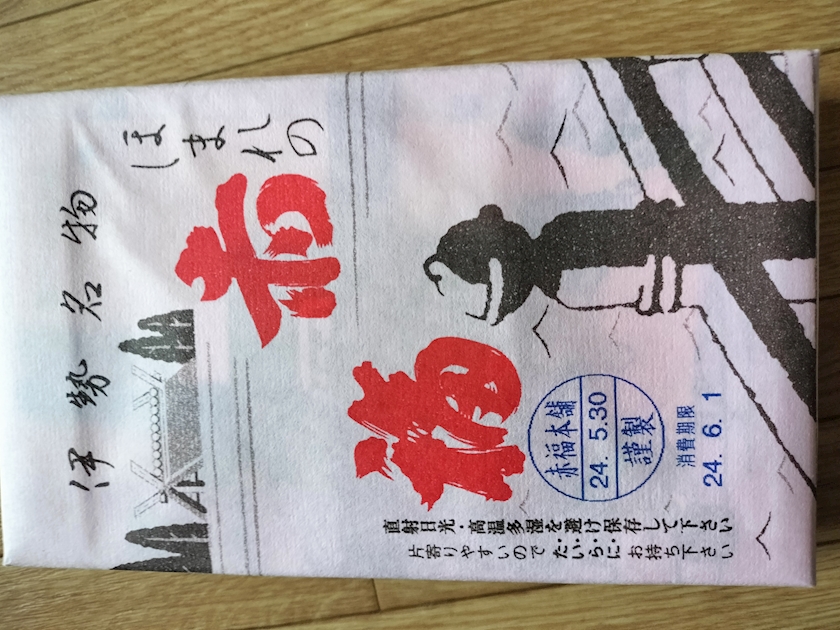 伊勢名物
ほまれの
赤福
赤福本舗
24. 5.30
謹製
消費期限
24. 6. 1
直射日光・高温多湿を避け保存して下さい
片寄りやすいので たいらに お持ち下さい